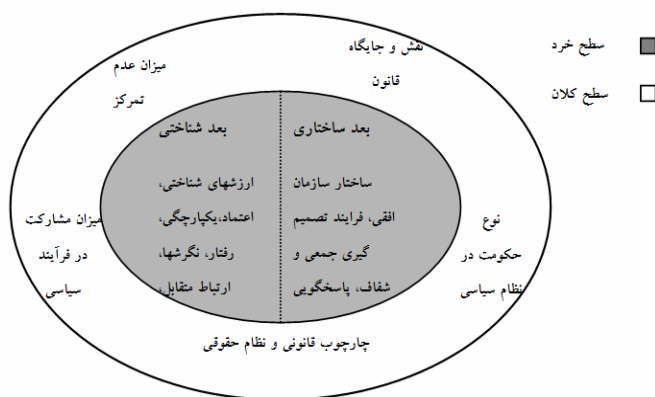 نقش و جایگاه
قانون
سطح خرد
سطح کلان
میزان عدم
تمرکز
بعد ساختاری
بعد شناختی
ساختار سازمان
افقی، فرایند تصمیم
گیری جمعی و
شفاف، پاسخگویی
ارزشهای شناختی،
اعتماد،یکپارچگی،
رفتار، نگرشها،
ارتباط متقابل،
نوع
حکومت در
نظام سیاسی
میزان مشارکت
در فرآیند
سیاسی
چارچوب قانونی و نظام حقوقی